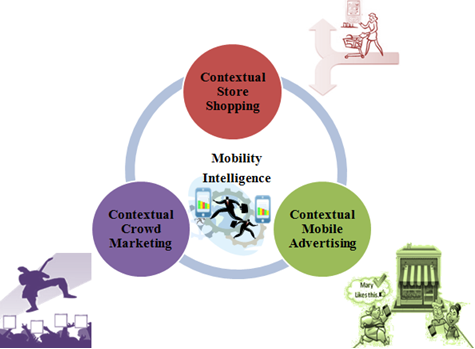 Contextual
Store
Shopping
Mobility
Intelligence
Contextual
Crowd
Marketing
Contextual
Mobile
Advertising
Mary
Likes this